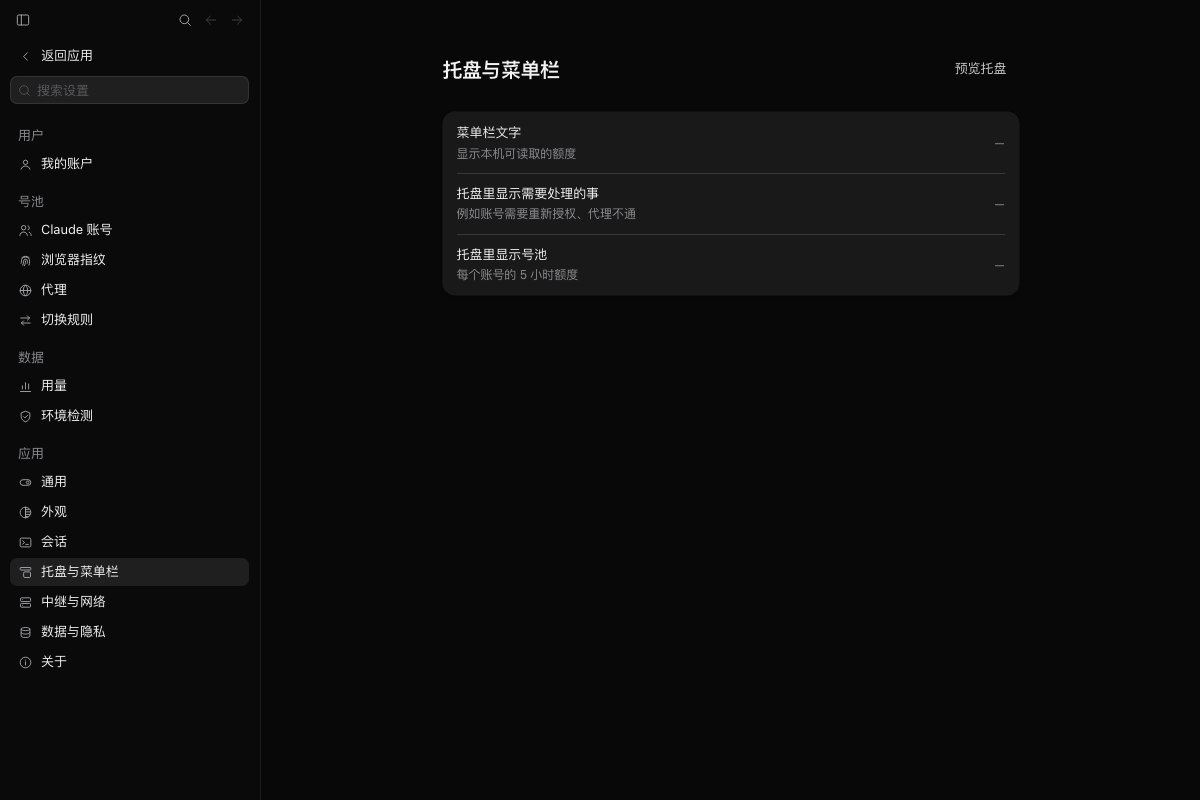 返回应用
搜索设置
用户
我的账户
号池
Claude 账号
浏览器指纹
代理
切换规则
数据
用量
环境检测
应用
通用
外观
会话
托盘与菜单栏
中继与网络
数据与隐私
关于
托盘与菜单栏
预览托盘
菜单栏文字
显示本机可读取的额度
—
托盘里显示需要处理的事
例如账号需要重新授权、代理不通
—
托盘里显示号池
每个账号的 5 小时额度
—